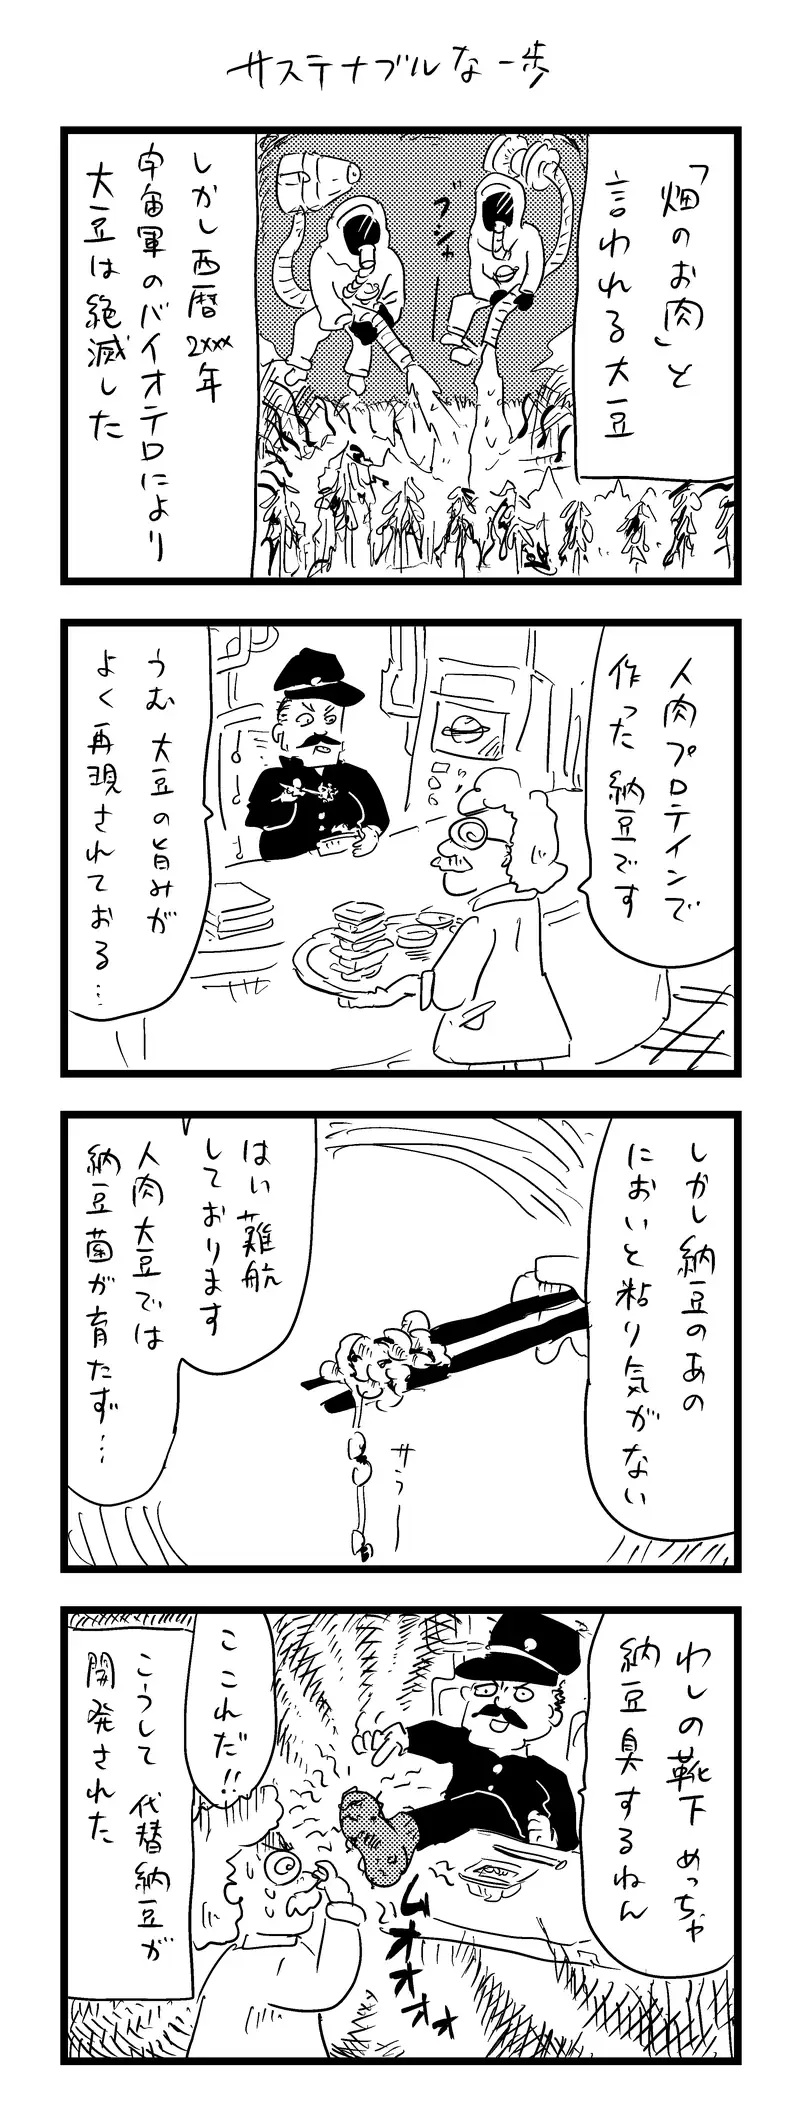 サステナブルな一歩
「畑のお肉」と
言われる大豆
ブシャー
しかし西暦2xxx年
宇宙軍のバイオテロにより
大豆は絶滅した
人肉プロテインで
作った納豆です
うむ 大豆の旨みが
よく再現されておる…
しかし納豆のあの
においと粘り気がない
サラー
はい難航
しております
人肉大豆では
納豆菌が育たず…
わしの靴下 めっちゃ
納豆臭するねん
ムオオオォ
こ これだ!!
こうして 代替納豆が
開発された